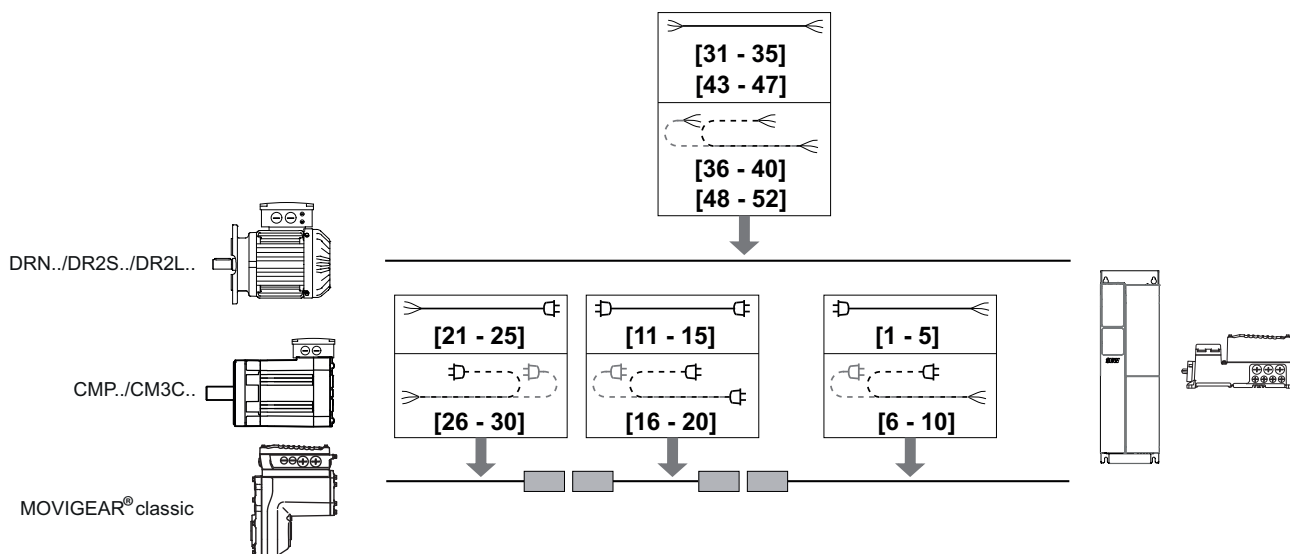 [31 - 35]
[43 - 47]
[36 - 40]
[48 - 52]
DRN../DR2S../DR2L..
[21 - 25]
[11 - 15]
[1 - 5]
CMP../CM3C..
[26 - 30]
[16 - 20]
[6 - 10]
MOVIGEAR® classic